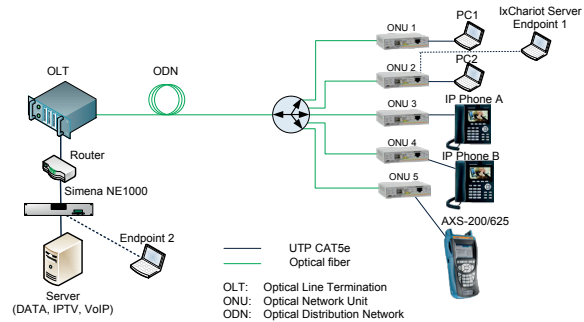 OLT
ODN
ONU 1
PC1
IxChariot Server
Endpoint 1
ONU 2
PC2
ONU 3
IP Phone A
ONU 4
IP Phone B
ONU 5
AXS-200/625
Router
Simena NE1000
Endpoint 2
Server
(DATA, IPTV, VoIP)
UTP CAT5e
Optical fiber
OLT: Optical Line Termination
ONU: Optical Network Unit
ODN: Optical Distribution Network